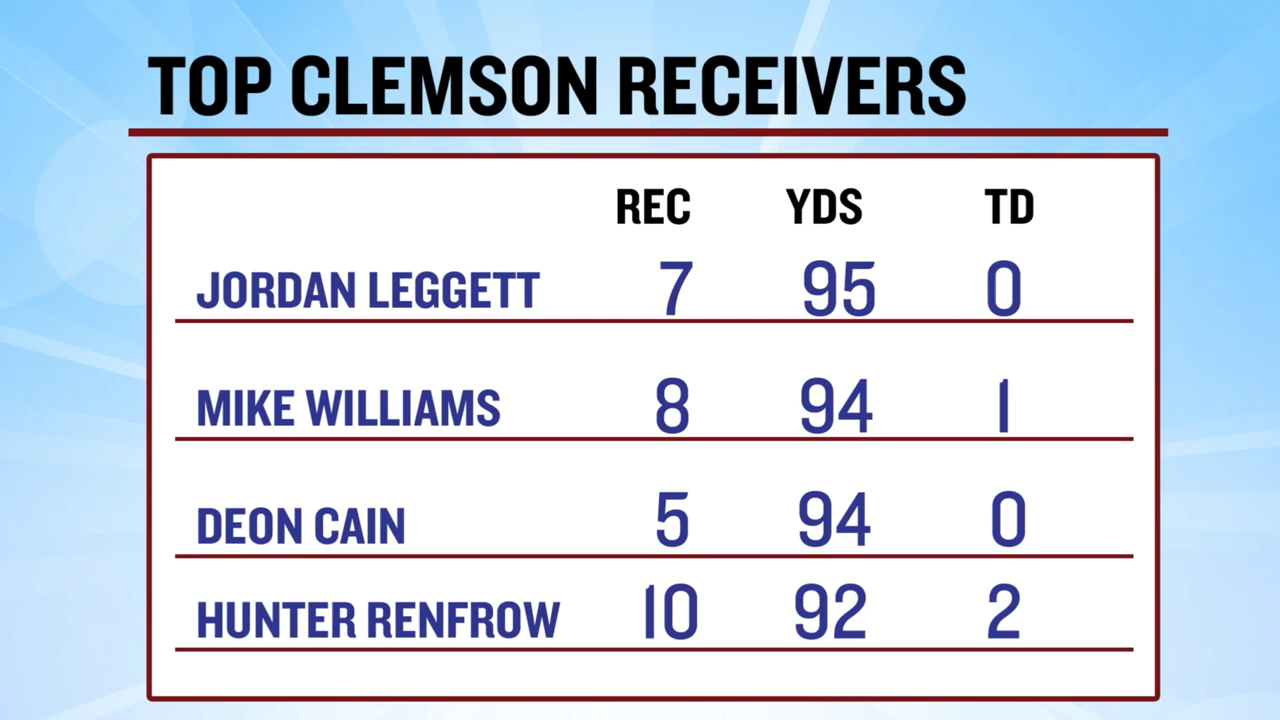 TOP CLEMSON RECEIVERS
REC YDS TD
JORDAN LEGGETT 7 95 0
MIKE WILLIAMS 8 94 1
DEON CAIN 5 94 0
HUNTER RENFROW 10 92 2